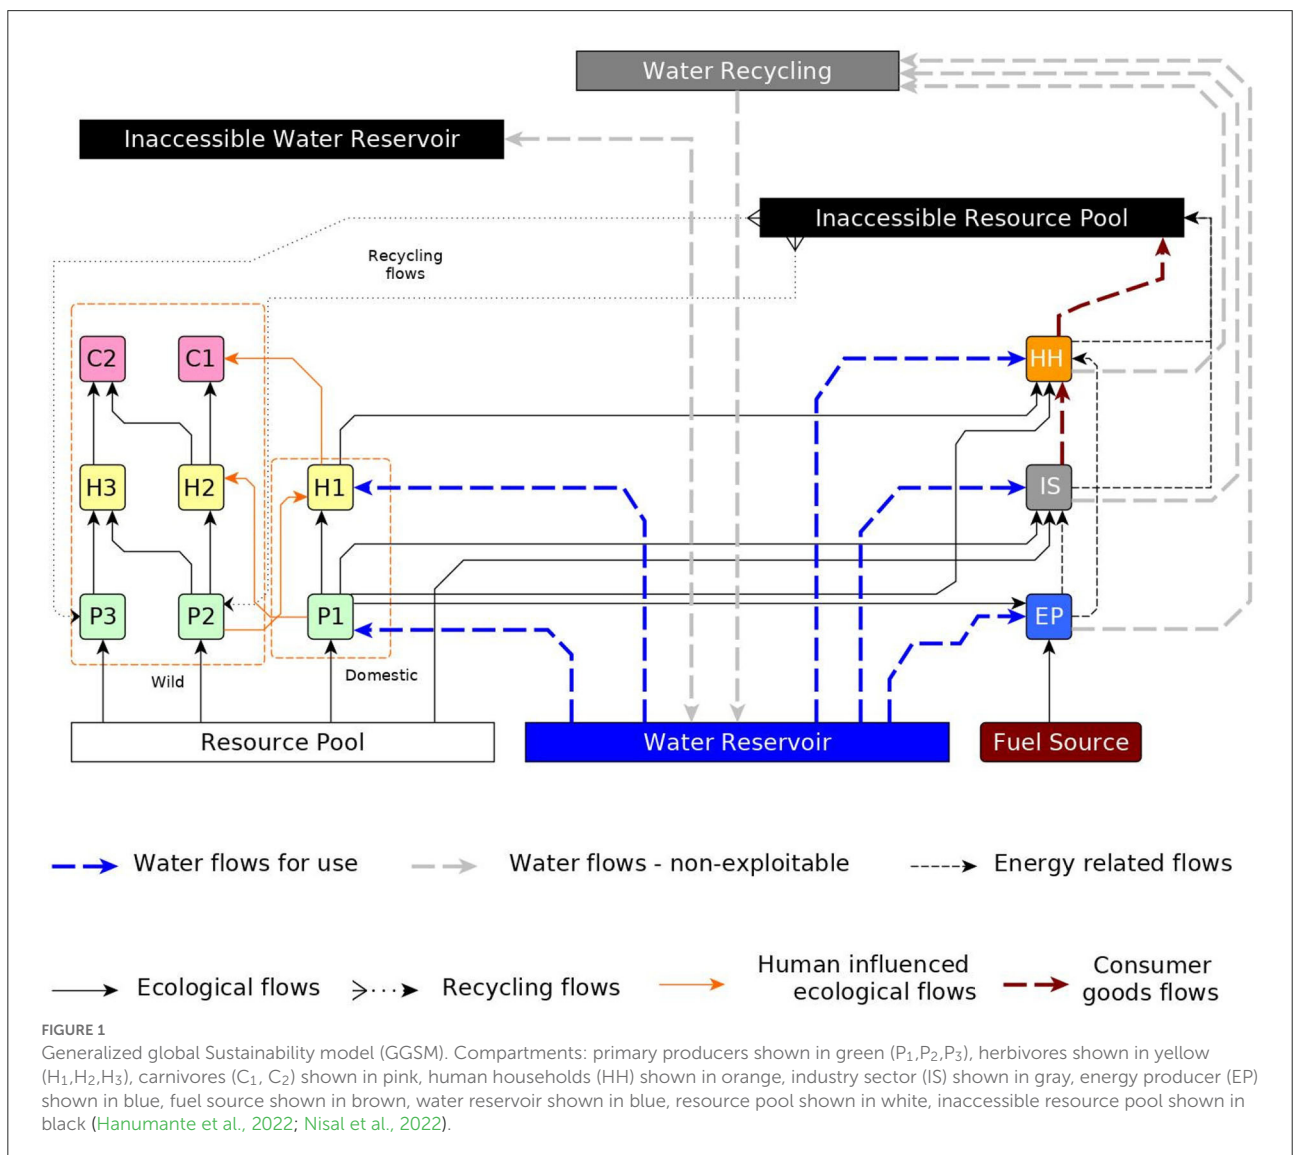 Water Recycling
Inaccessible Water Reservoir
Inaccessible Resource Pool
Recycling
flows
C2
C1
HH
H3
H2
H1
IS
P3
P2
P1
EP
Wild
Domestic
Resource Pool
Water Reservoir
Fuel Source
Water flows for use
Water flows - non-exploitable
Energy related flows
Ecological flows
Recycling flows
Human influenced
ecological flows
Consumer
goods flows
FIGURE 1
Generalized global Sustainability model (GGSM). Compartments: primary producers shown in green (P₁,P₂,P₃), herbivores shown in yellow
(H₁,H₂,H₃), carnivores (C₁, C₂) shown in pink, human households (HH) shown in orange, industry sector (IS) shown in gray, energy producer (EP)
shown in blue, fuel source shown in brown, water reservoir shown in blue, resource pool shown in white, inaccessible resource pool shown in
black (Hanumante et al., 2022; Nisal et al., 2022).